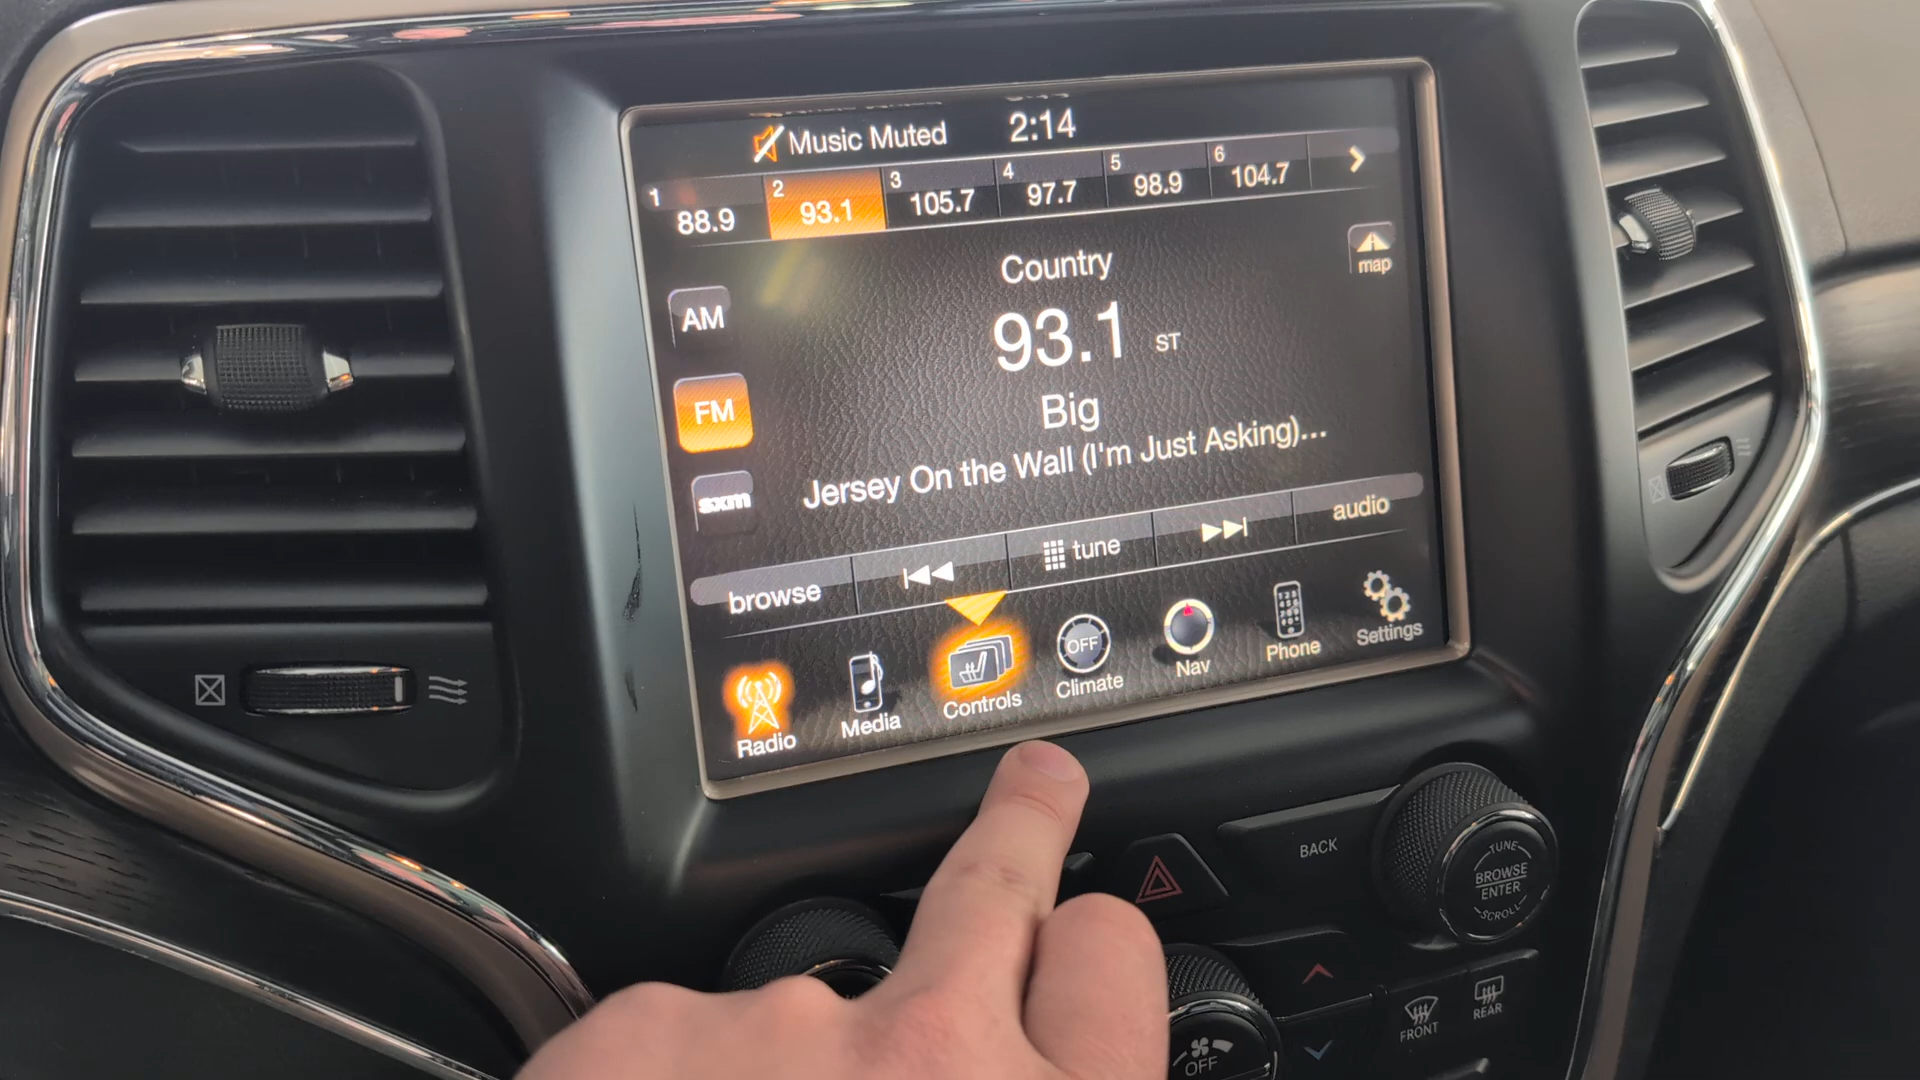 Music Muted
2:14
1
88.9
2
93.1
3
105.7
4
97.7
5
98.9
6
104.7
map
Country
AM
93.1 ST
FM
Big
Jersey On the Wall (I'm Just Asking)...
sxm
browse
tune
audio
Radio
Media
Controls
OFF
Climate
Nav
Phone
Settings
BACK
TUNE
BROWSE
ENTER
SCROLL
FRONT
REAR
OFF